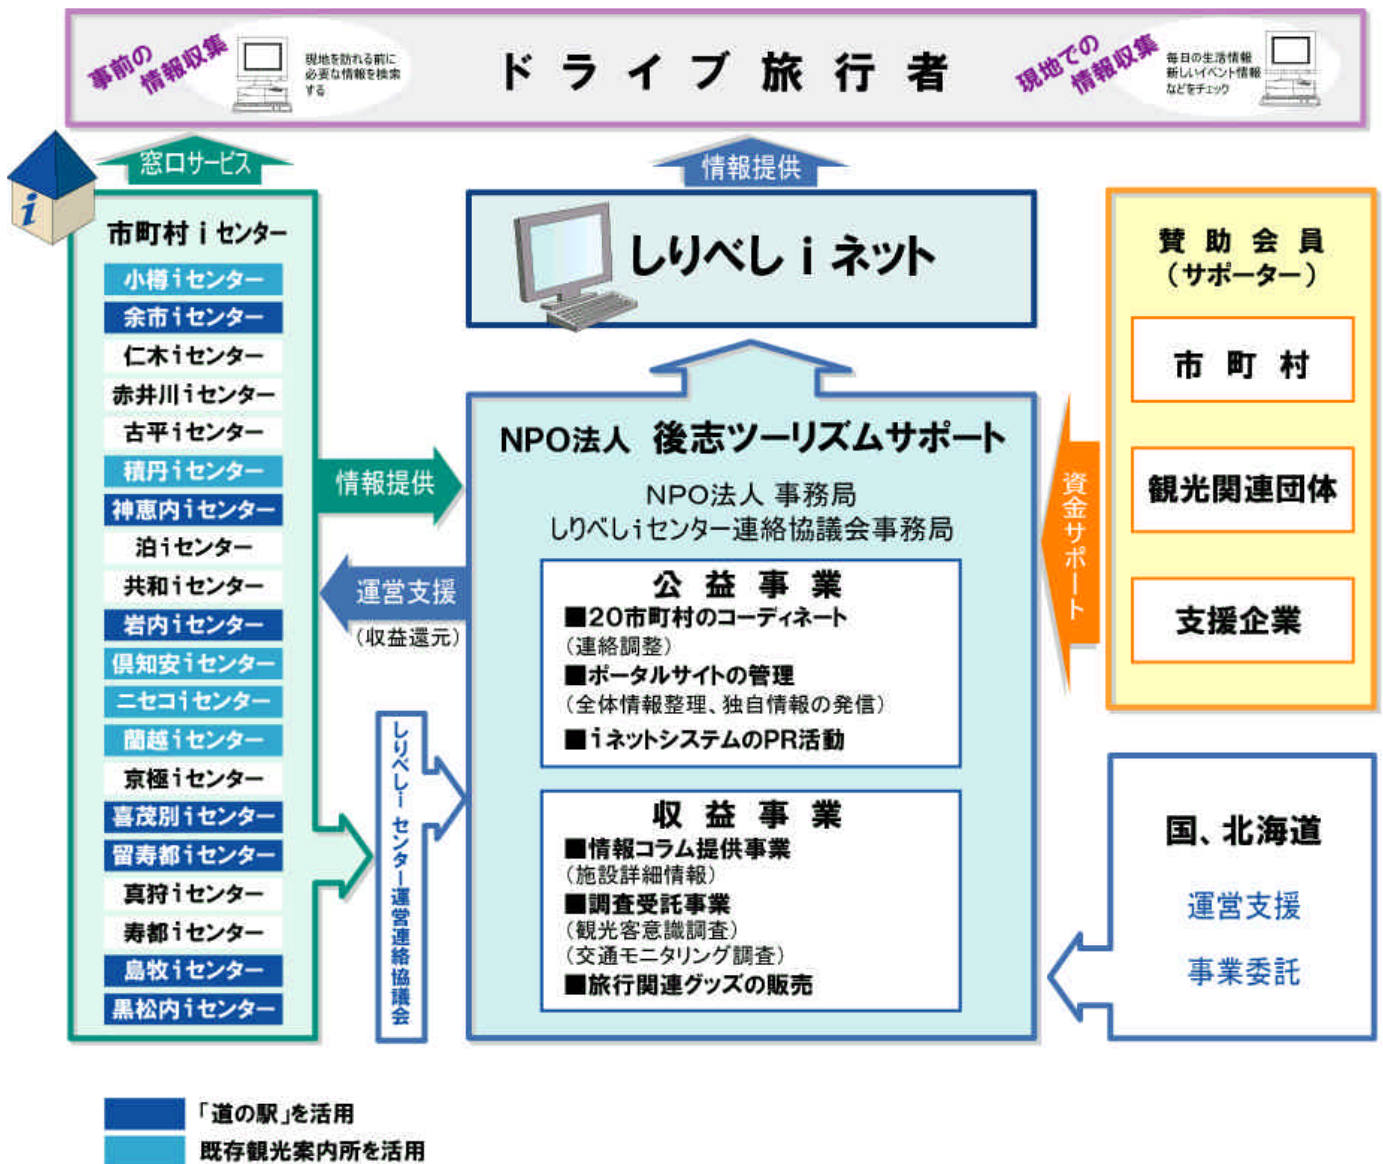 事前の
情報収集
現地を訪れる前に
必要な情報を検索
する
ドライブ旅行者
現地での
情報収集
毎日の生活情報
新しいイベント情報
などをチェック
窓口サービス
情報提供
i
市町村iセンター
小樽iセンター
余市iセンター
仁木iセンター
赤井川iセンター
古平iセンター
積丹iセンター
神恵内iセンター
泊iセンター
共和iセンター
岩内iセンター
倶知安iセンター
ニセコiセンター
蘭越iセンター
京極iセンター
喜茂別iセンター
留寿都iセンター
真狩iセンター
寿都iセンター
島牧iセンター
黒松内iセンター
情報提供
運営支援
(収益還元)
しりべしiセンター運営連絡協議会
しりべしiネット
NPO法人 後志ツーリズムサポート
NPO法人 事務局
しりべしiセンター連絡協議会事務局
公益事業
■20市町村のコーディネート
(連絡調整)
■ポータルサイトの管理
(全体情報整理、独自情報の発信)
■iネットシステムのPR活動
収益事業
■情報コラム提供事業
(施設詳細情報)
■調査受託事業
(観光客意識調査)
(交通モニタリング調査)
■旅行関連グッズの販売
資金サポート
賛助会員
(サポーター)
市町村
観光関連団体
支援企業
国、北海道
運営支援
事業委託
「道の駅」を活用
既存観光案内所を活用